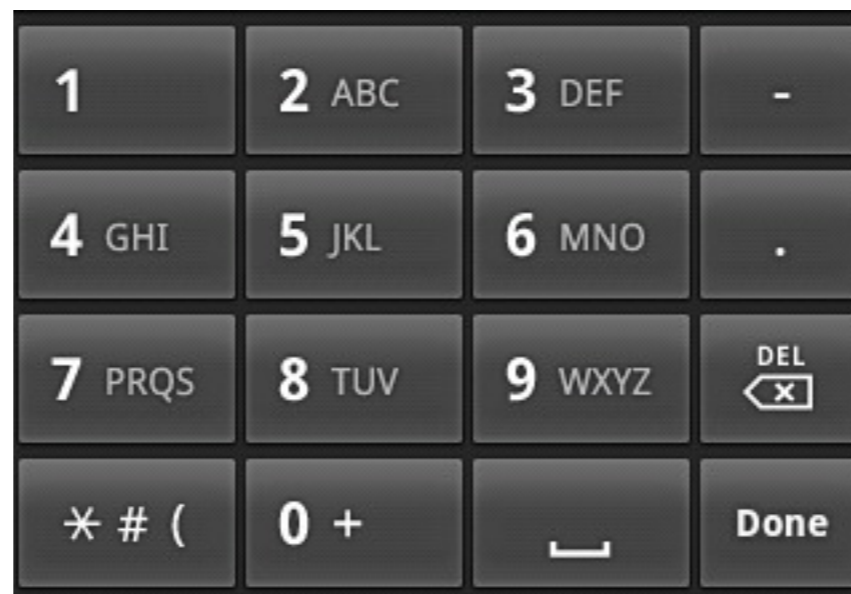 1 2 ABC 3 DEF -
4 GHI 5 JKL 6 MNO .
7 PRQS 8 TUV 9 WXYZ DEL
* # ( 0 + Done